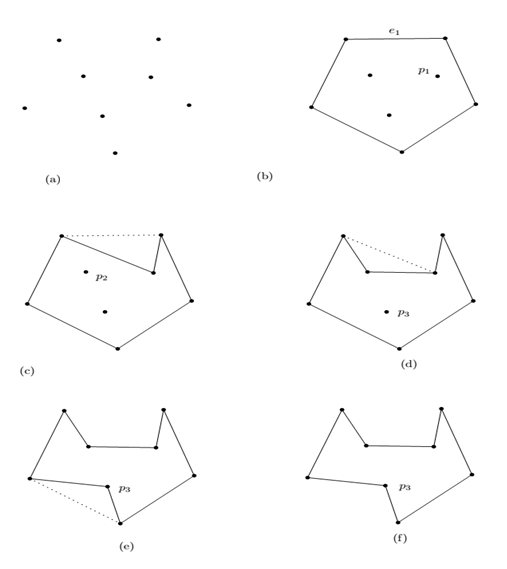 e₁
p₁
(a)
(b)
p₂
p₃
(c)
(d)
p₃
p₃
(e)
(f)